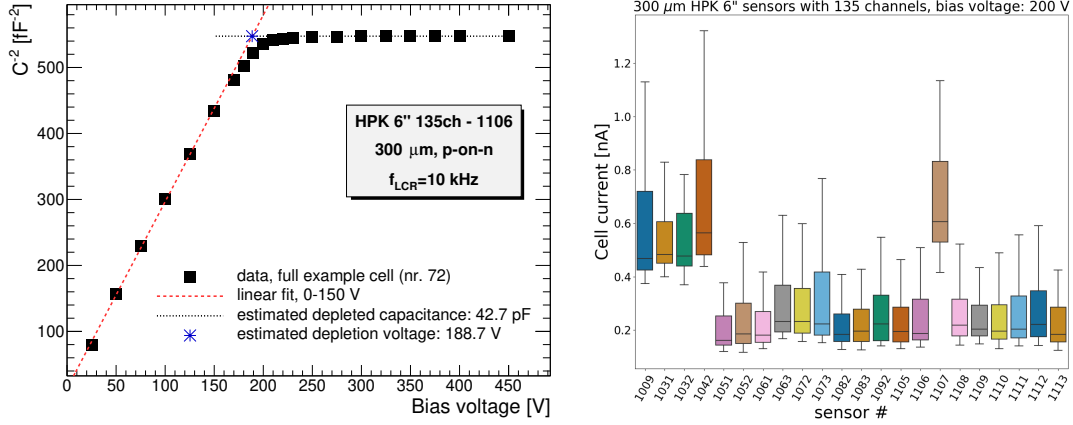 C⁻² [fF⁻²]
500
400
300
200
100
HPK 6" 135ch - 1106
300 μm, p-on-n
f_LCR=10 kHz
data, full example cell (nr. 72)
linear fit, 0-150 V
estimated depleted capacitance: 42.7 pF
estimated depletion voltage: 188.7 V
0 50 100 150 200 250 300 350 400 450
Bias voltage [V]
300 μm HPK 6" sensors with 135 channels, bias voltage: 200 V
Cell current [nA]
1.2
1.0
0.8
0.6
0.4
0.2
1009 1031 1032 1042 1051 1052 1061 1063 1072 1073 1082 1083 1092 1105 1106 1107 1108 1109 1110 1111 1112 1113
sensor #